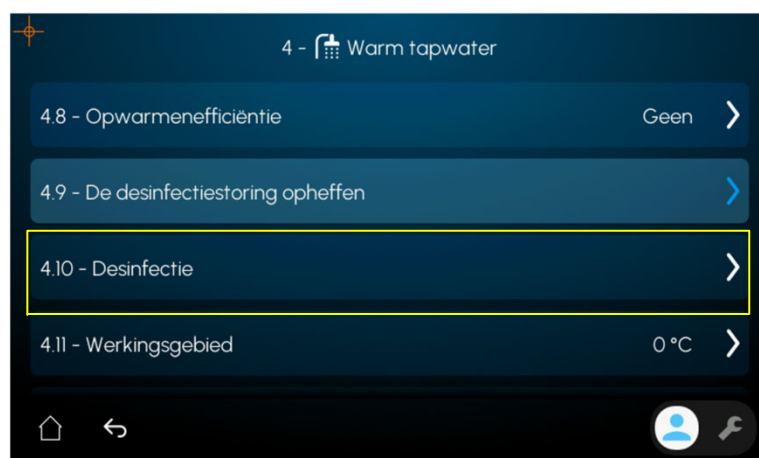 4 - Warm tapwater
4.8 - Opwarmenefficiëntie Geen
4.9 - De desinfectiestoring opheffen
4.10 - Desinfectie
4.11 - Werkingsgebied 0 °C